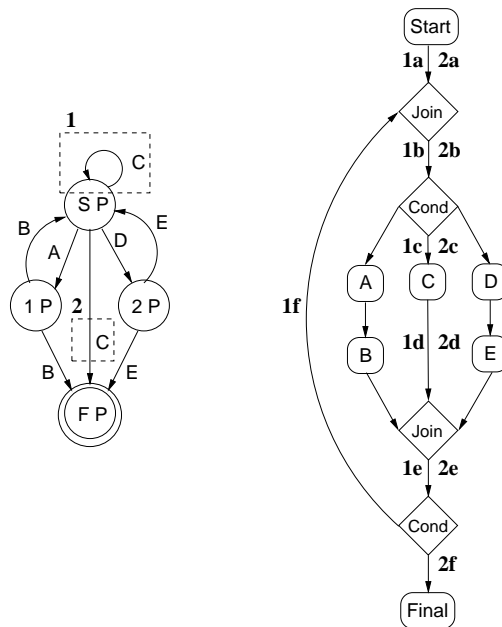 1
C
S P
B
A
D
E
1 P
2
2 P
C
B
E
F P
Start
1a 2a
Join
1b 2b
Cond
1c 2c
A
C
D
1f
1d 2d
B
E
Join
1e 2e
Cond
2f
Final